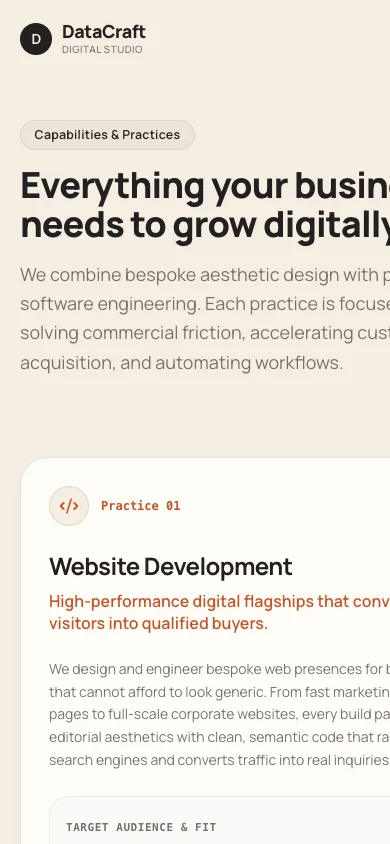 D
DataCraft
DIGITAL STUDIO
Capabilities & Practices
Everything your busin
needs to grow digitally
We combine bespoke aesthetic design with p
software engineering. Each practice is focuse
solving commercial friction, accelerating cust
acquisition, and automating workflows.
</> Practice 01
Website Development
High-performance digital flagships that conv
visitors into qualified buyers.
We design and engineer bespoke web presences for b
that cannot afford to look generic. From fast marketin
pages to full-scale corporate websites, every build pa
editorial aesthetics with clean, semantic code that ra
search engines and converts traffic into real inquiries
TARGET AUDIENCE & FIT